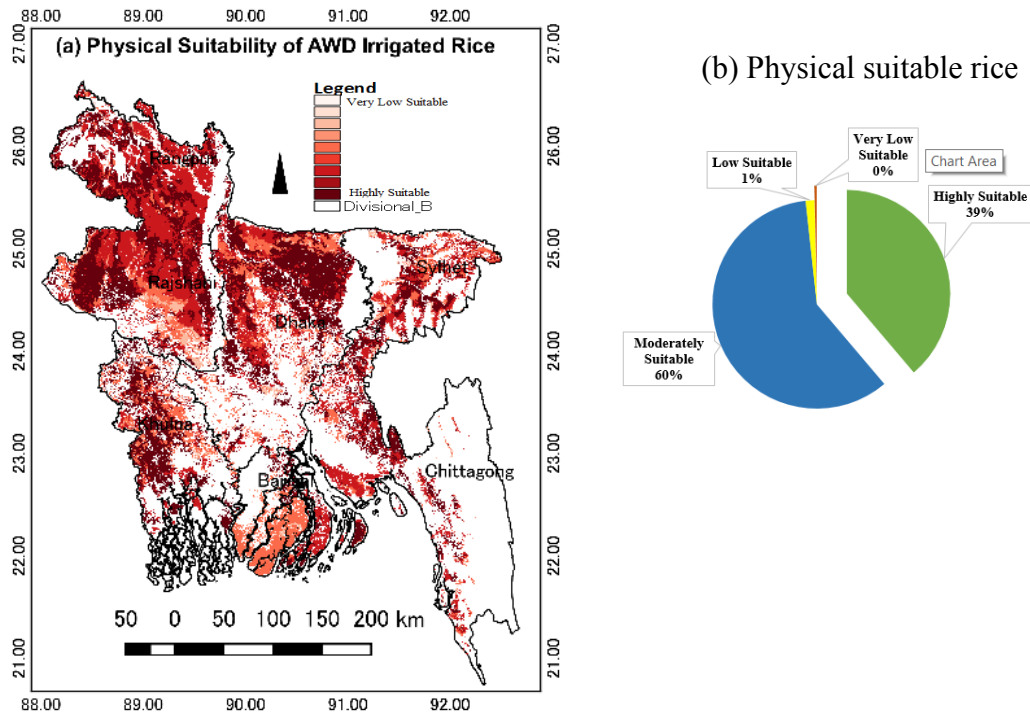 88.00 89.00 90.00 91.00 92.00
27.00
26.00
25.00
24.00
23.00
22.00
21.00
(a) Physical Suitability of AWD Irrigated Rice
Legend
Very Low Suitable
Highly Suitable
Divisional_B
Rangpur
Rajshahi
Dhaka
Sylhet
Khulna
Barisal
Chittagong
50 0 50 100 150 200 km
27.00
26.00
25.00
24.00
23.00
22.00
21.00
88.00 89.00 90.00 91.00 92.00
(b) Physical suitable rice
Very Low
Suitable
0%
Chart Area
Low Suitable
1%
Highly Suitable
39%
Moderately
Suitable
60%